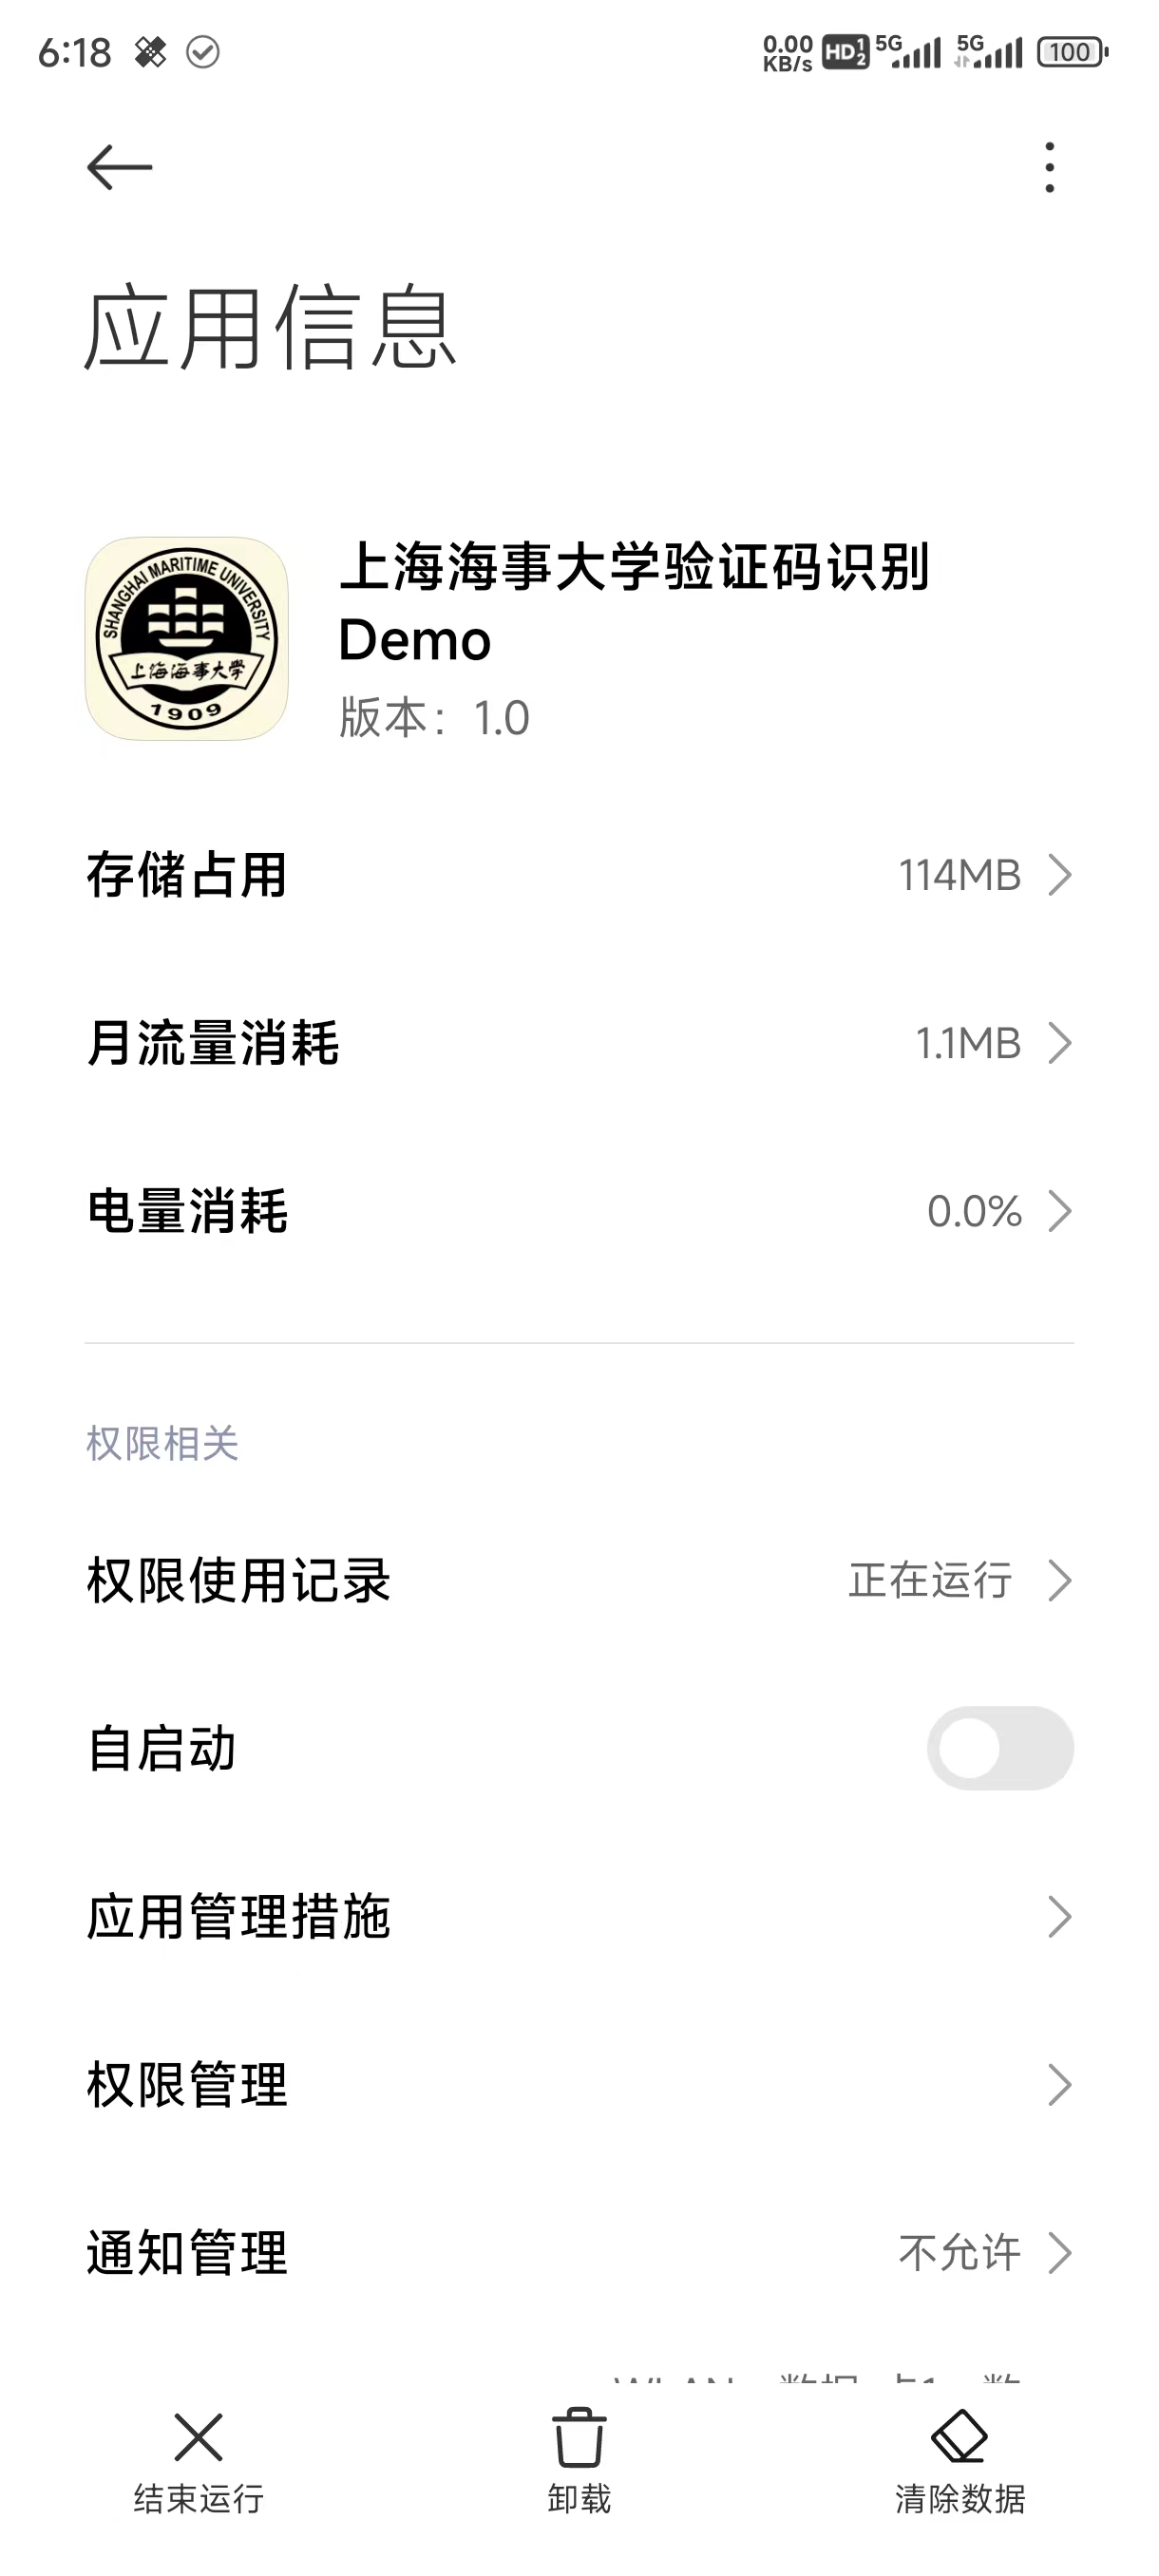 6:18
0.00
KB/s
HD 1 2
5G
5G
100
应用信息
SHANGHAI MARITIME UNIVERSITY
上海海事大学
1909
上海海事大学验证码识别
Demo
版本：1.0
存储占用 114MB
月流量消耗 1.1MB
电量消耗 0.0%
权限相关
权限使用记录 正在运行
自启动
应用管理措施
权限管理
通知管理 不允许
结束运行 卸载 清除数据